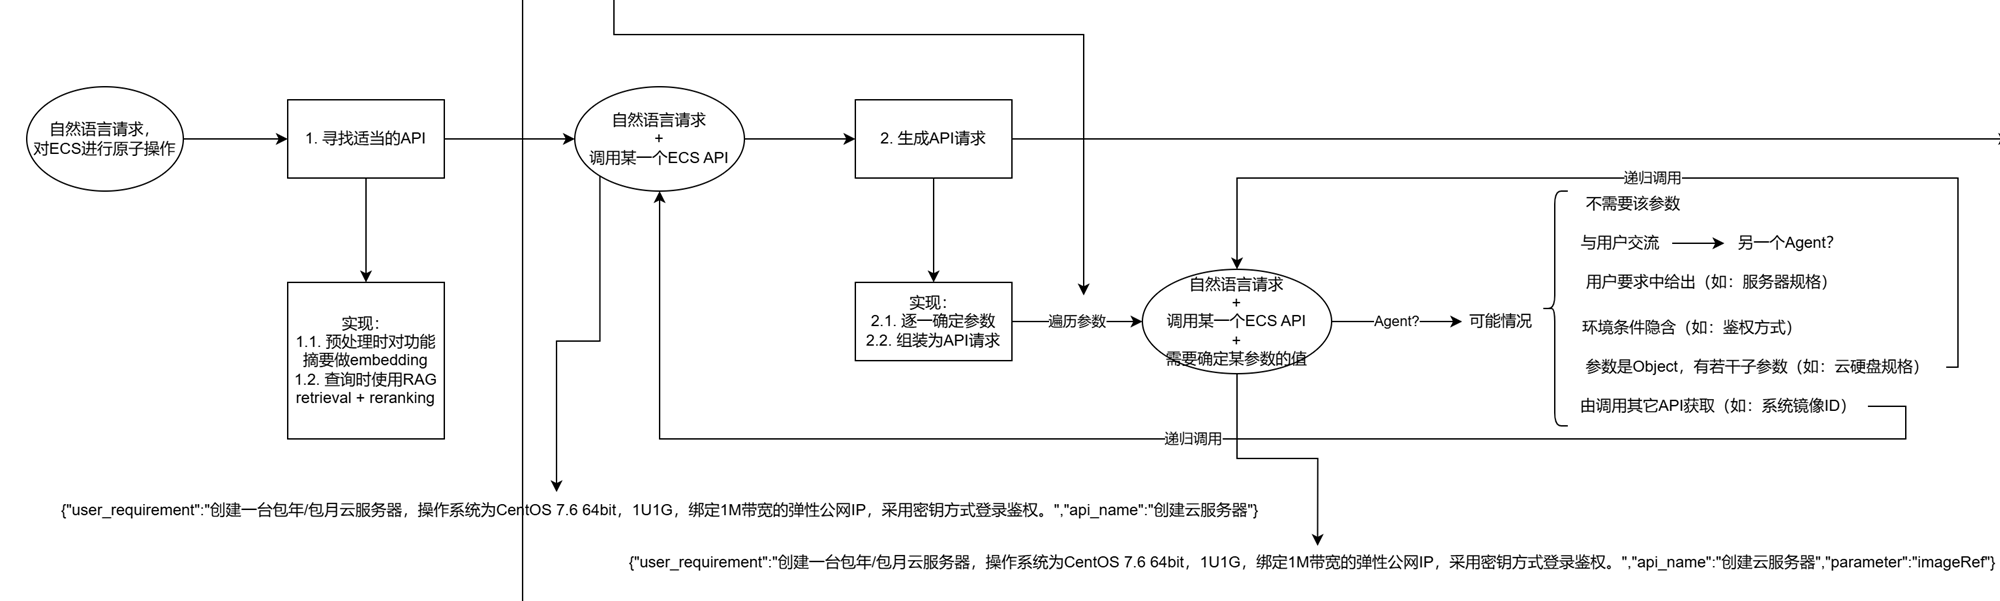 自然语言请求，
对ECS进行原子操作
1. 寻找适当的API
自然语言请求
+
调用某一个ECS API
2. 生成API请求
实现：
1.1. 预处理时对功能
摘要做embedding
1.2. 查询时使用RAG
retrieval + reranking
实现：
2.1. 逐一确定参数
2.2. 组装为API请求
遍历参数
自然语言请求
+
调用某一个ECS API
+
需要确定某参数的值
Agent?
可能情况
递归调用
不需要该参数
与用户交流
另一个Agent？
用户要求中给出（如：服务器规格）
环境条件隐含（如：鉴权方式）
参数是Object，有若干子参数（如：云硬盘规格）
由调用其它API获取（如：系统镜像ID）
递归调用
{"user_requirement":"创建一台包年/包月云服务器，操作系统为CentOS 7.6 64bit，1U1G，绑定1M带宽的弹性公网IP，采用密钥方式登录鉴权。","api_name":"创建云服务器"}
{"user_requirement":"创建一台包年/包月云服务器，操作系统为CentOS 7.6 64bit，1U1G，绑定1M带宽的弹性公网IP，采用密钥方式登录鉴权。","api_name":"创建云服务器","parameter":"imageRef"}